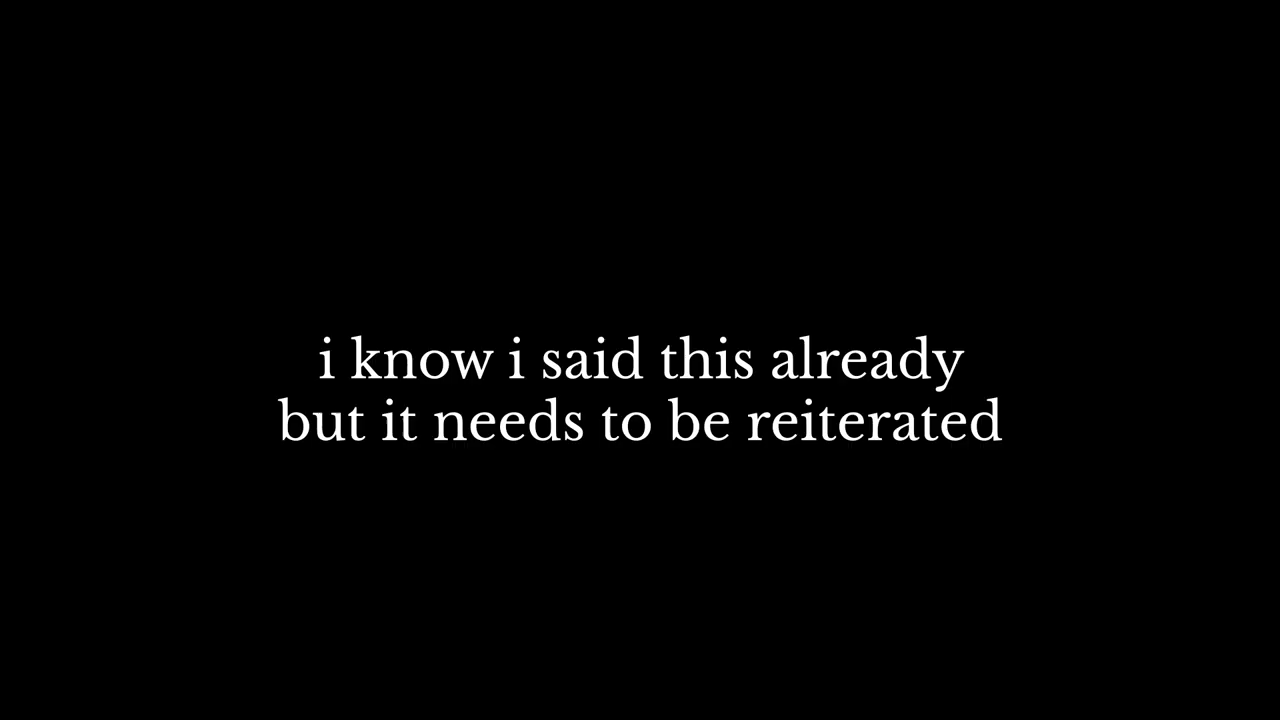 i know i said this already
but it needs to be reiterated